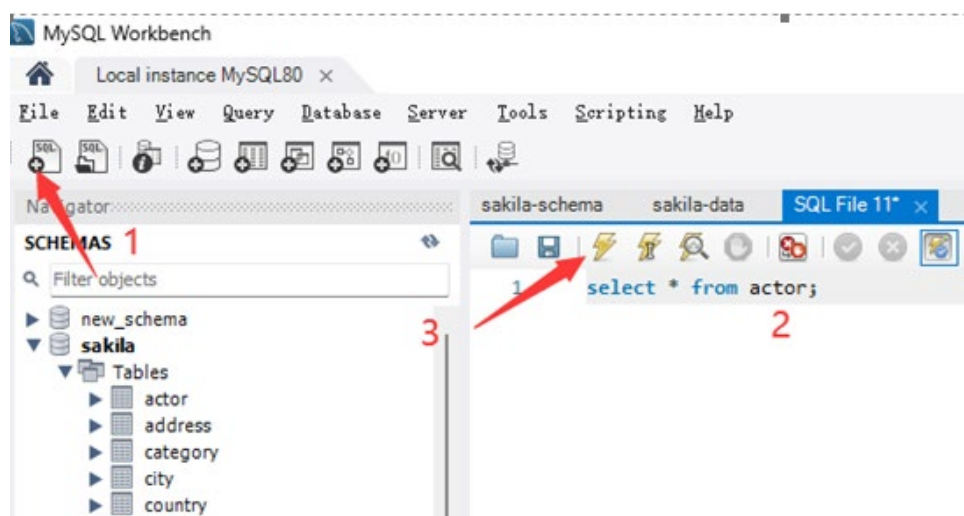 MySQL Workbench
Local instance MySQL80 ×
File Edit View Query Database Server Tools Scripting Help
SQL SQL
Navigator
sakila-schema sakila-data SQL File 11* ×
SCHEMAS 1
Filter objects
1 select * from actor;
new_schema
3 2
sakila
Tables
actor
address
category
city
country